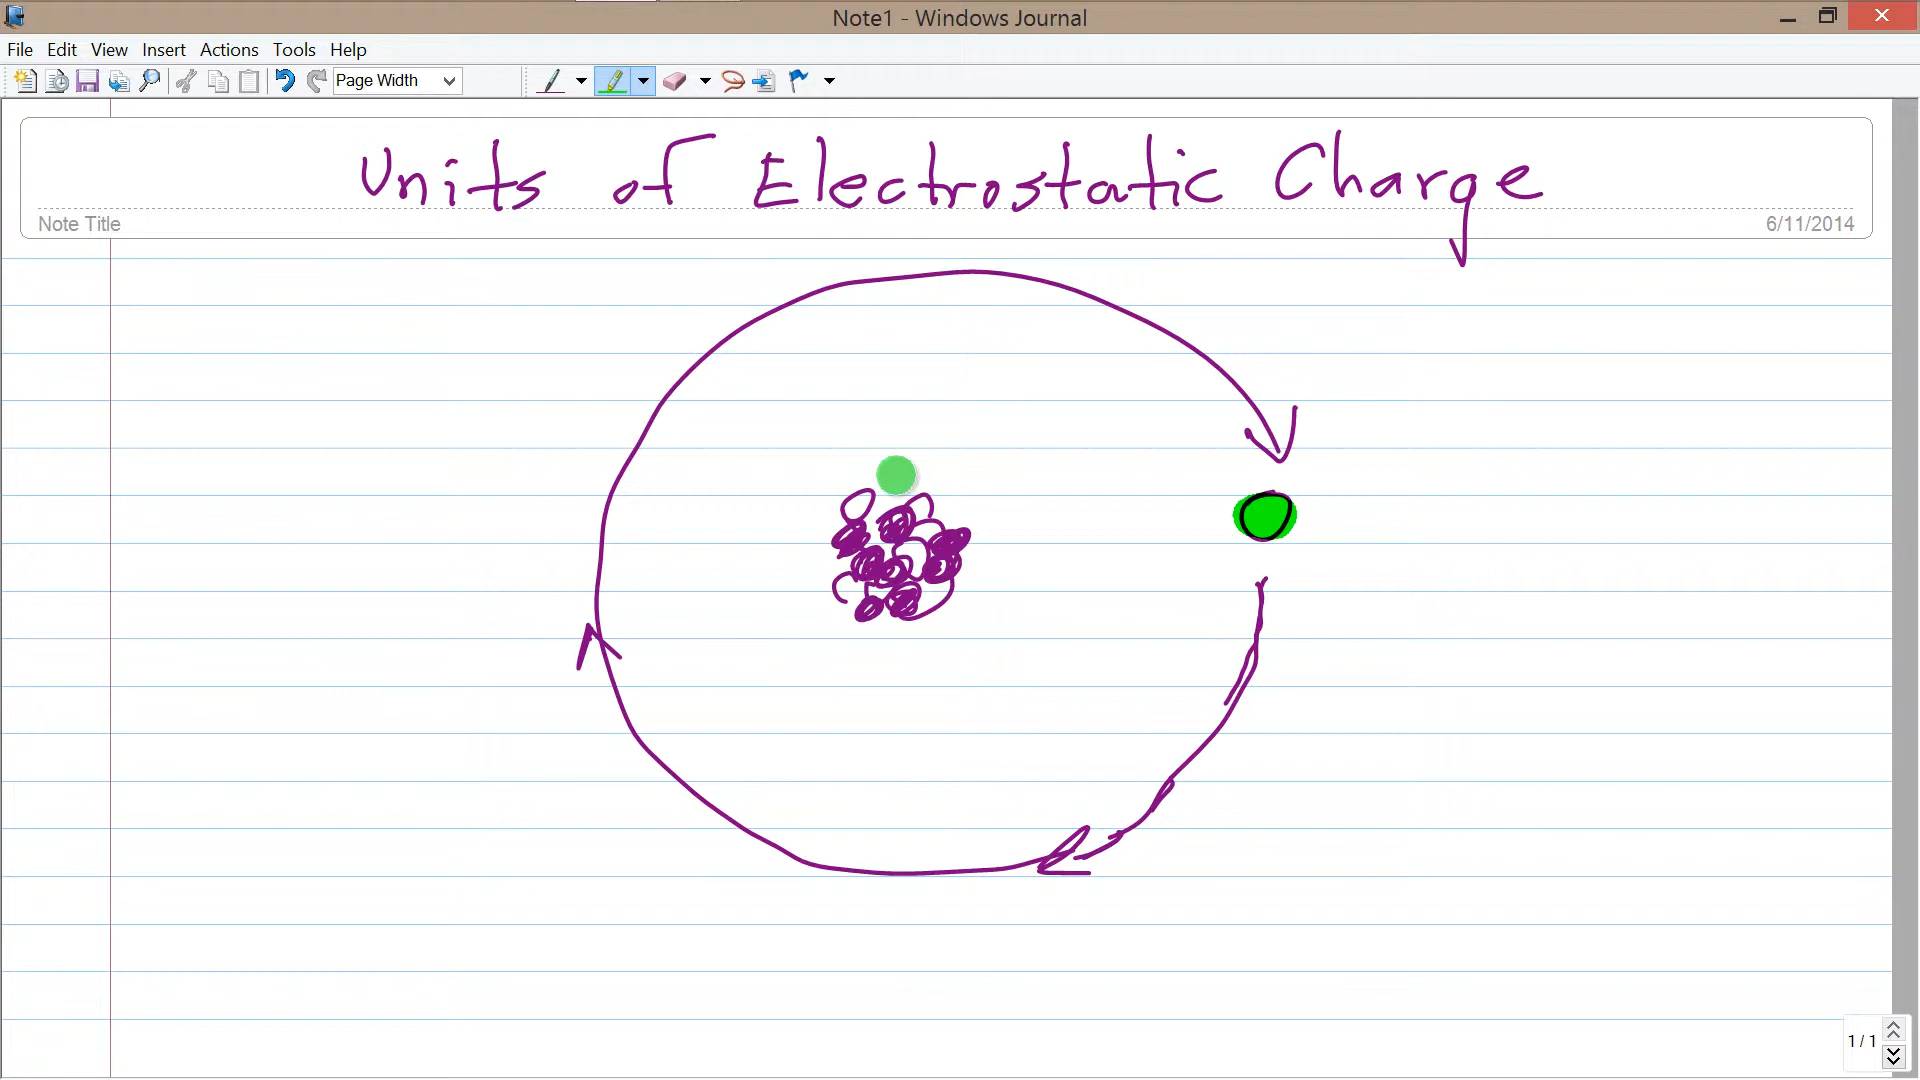 Note1 - Windows Journal
File Edit View Insert Actions Tools Help
Page Width
Units of Electrostatic Charge
Note Title 6/11/2014
1 / 1